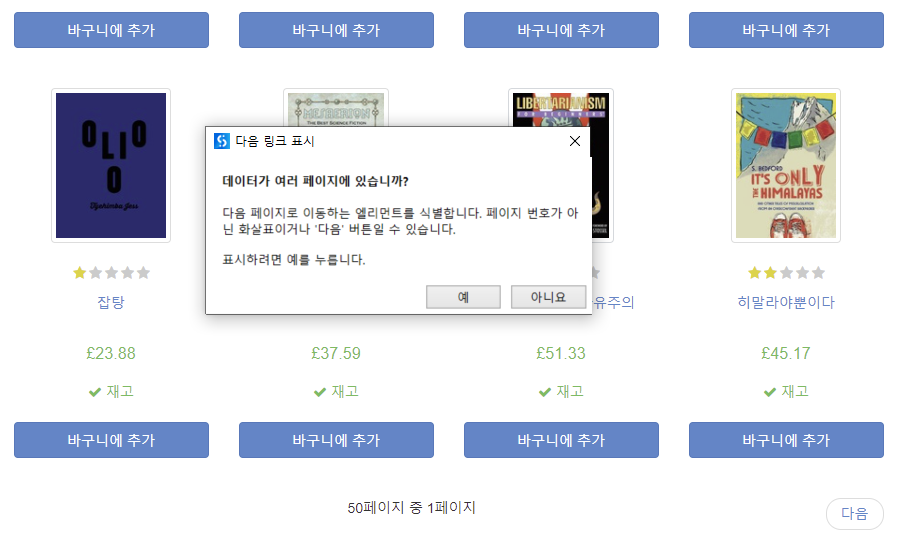 바구니에 추가 바구니에 추가 바구니에 추가 바구니에 추가
OLIO
Tyehimba Jess
THE BEST SCIENCE FICTION
LIBERTARIANISM
FOR BEGINNERS
S. BEDFORD
IT'S ONLY
THE HIMALAYAS
다음 링크 표시
데이터가 여러 페이지에 있습니까?
다음 페이지로 이동하는 엘리먼트를 식별합니다. 페이지 번호가 아
닌 화살표이거나 '다음' 버튼일 수 있습니다.
표시하려면 예를 누릅니다.
예 아니요
잡탕 유주의 히말라야뿐이다
£23.88 £37.59 £51.33 £45.17
재고 재고 재고 재고
바구니에 추가 바구니에 추가 바구니에 추가 바구니에 추가
50페이지 중 1페이지
다음